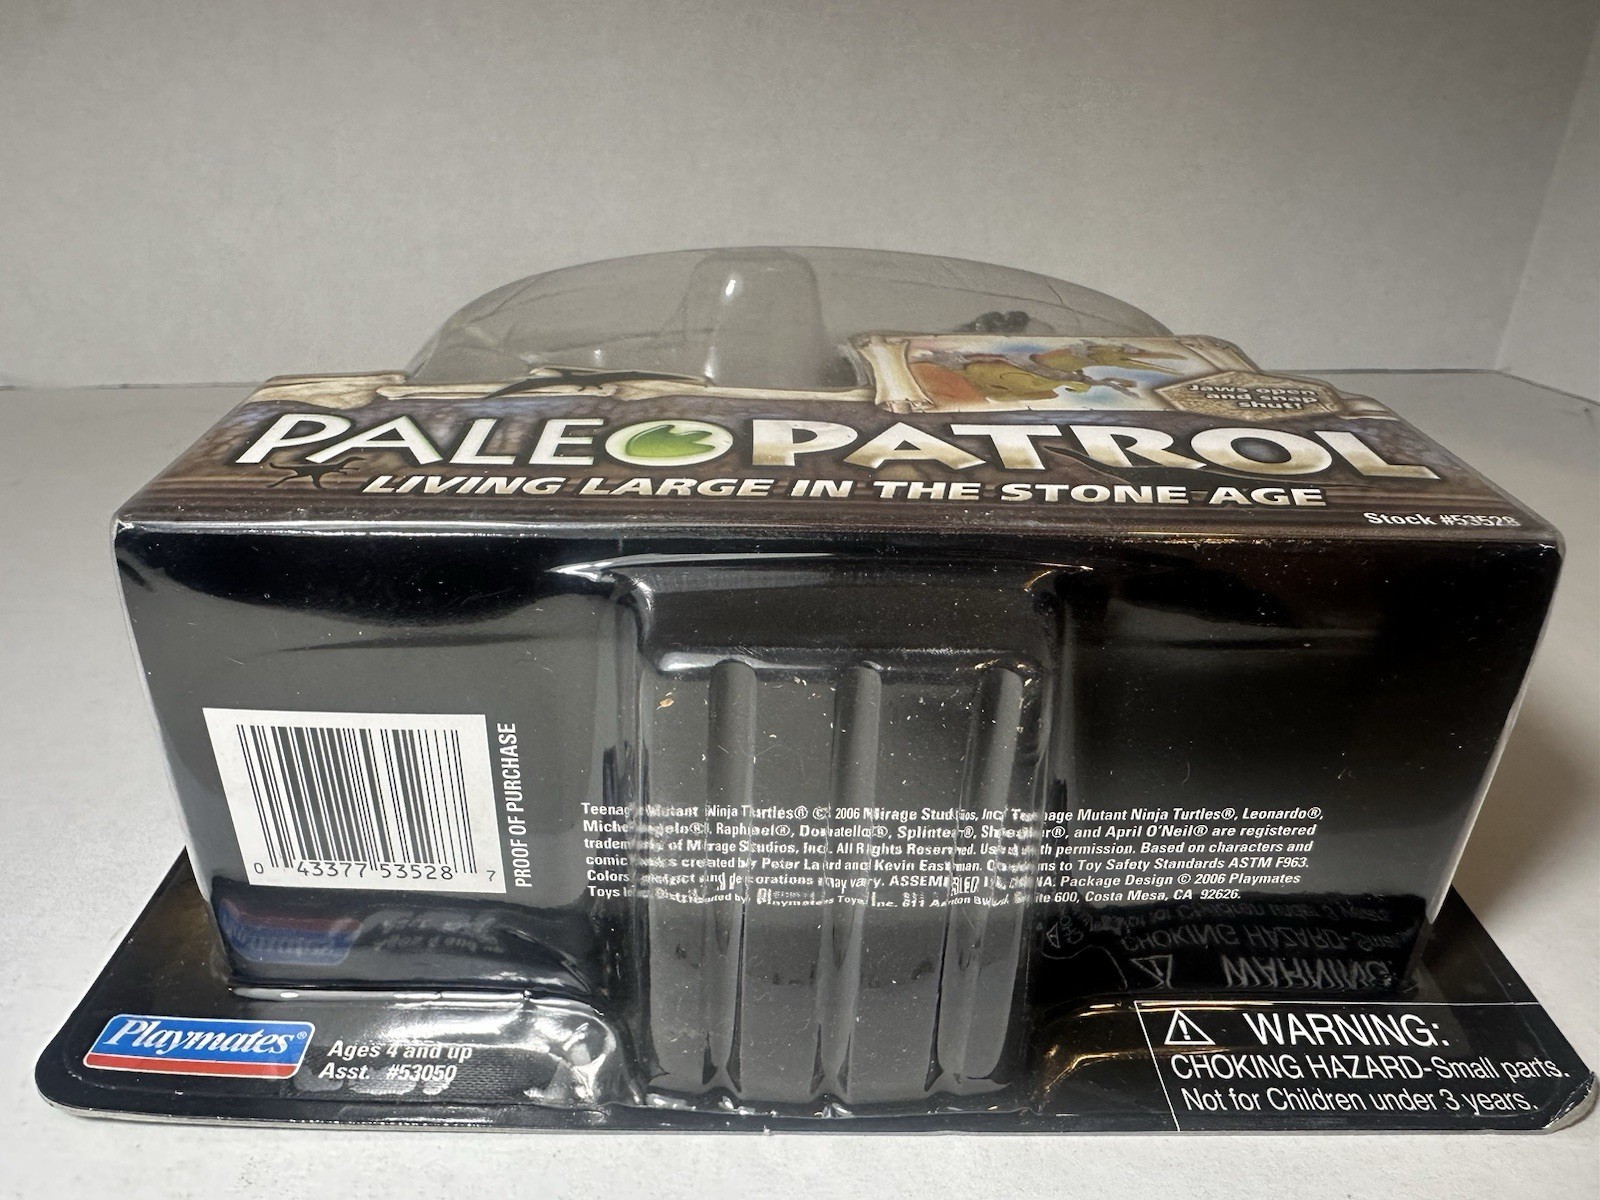 Jaws open
and snap
shut!
PALEOPATROL
LIVING LARGE IN THE STONE AGE
Stock #53528
0 43377 53528 7
PROOF OF PURCHASE
Teenage Mutant Ninja Turtles® © 2006 Mirage Studios, Inc. Teenage Mutant Ninja Turtles®, Leonardo®,
Michelangelo®, Raphael®, Donatello®, Splinter®, Shredder®, and April O'Neil® are registered
trademarks of Mirage Studios, Inc. All Rights Reserved. Used with permission. Based on characters and
comic books created by Peter Laird and Kevin Eastman. Conforms to Toy Safety Standards ASTM F963.
Colors, product and decorations may vary. ASSEMBLED IN CHINA. Package Design © 2006 Playmates
Toys Inc. Distributed by Playmates Toys Inc. 611 Anton Blvd. Suite 600, Costa Mesa, CA 92626.
Playmates®
Ages 4 and up
Asst. #53050
WARNING:
CHOKING HAZARD-Small parts.
Not for Children under 3 years.